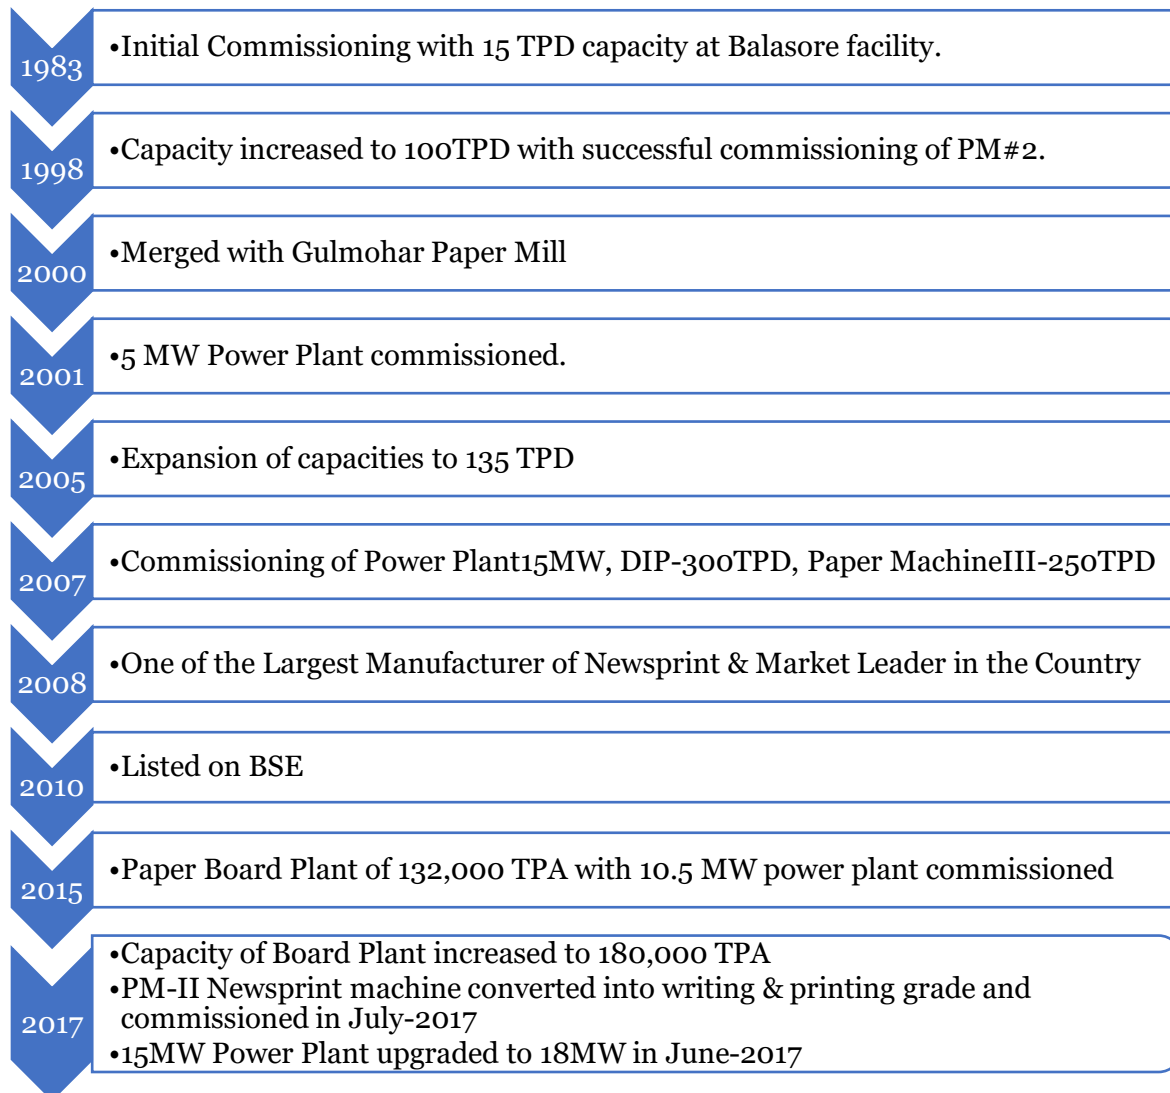 1983
•Initial Commissioning with 15 TPD capacity at Balasore facility.
1998
•Capacity increased to 100TPD with successful commissioning of PM#2.
2000
•Merged with Gulmohar Paper Mill
2001
•5 MW Power Plant commissioned.
2005
•Expansion of capacities to 135 TPD
2007
•Commissioning of Power Plant15MW, DIP-300TPD, Paper MachineIII-250TPD
2008
•One of the Largest Manufacturer of Newsprint & Market Leader in the Country
2010
•Listed on BSE
2015
•Paper Board Plant of 132,000 TPA with 10.5 MW power plant commissioned
2017
•Capacity of Board Plant increased to 180,000 TPA
•PM-II Newsprint machine converted into writing & printing grade and
commissioned in July-2017
•15MW Power Plant upgraded to 18MW in June-2017